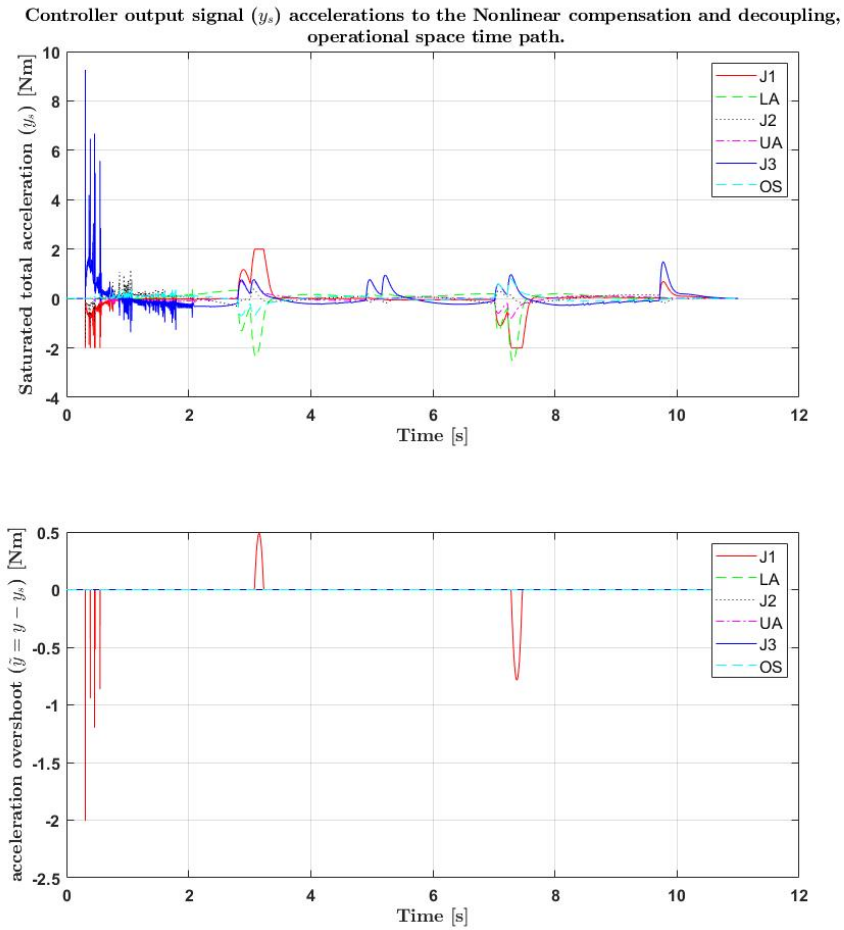 Controller output signal (y_s) accelerations to the Nonlinear compensation and decoupling,
operational space time path.
Saturated total acceleration (y_s) [Nm]
10
8
6
4
2
0
-2
-4
0 2 4 6 8 10 12
Time [s]
J1
LA
J2
UA
J3
OS
acceleration overshoot (ỹ = y − y_s) [Nm]
0.5
0
-0.5
-1
-1.5
-2
-2.5
0 2 4 6 8 10 12
Time [s]
J1
LA
J2
UA
J3
OS